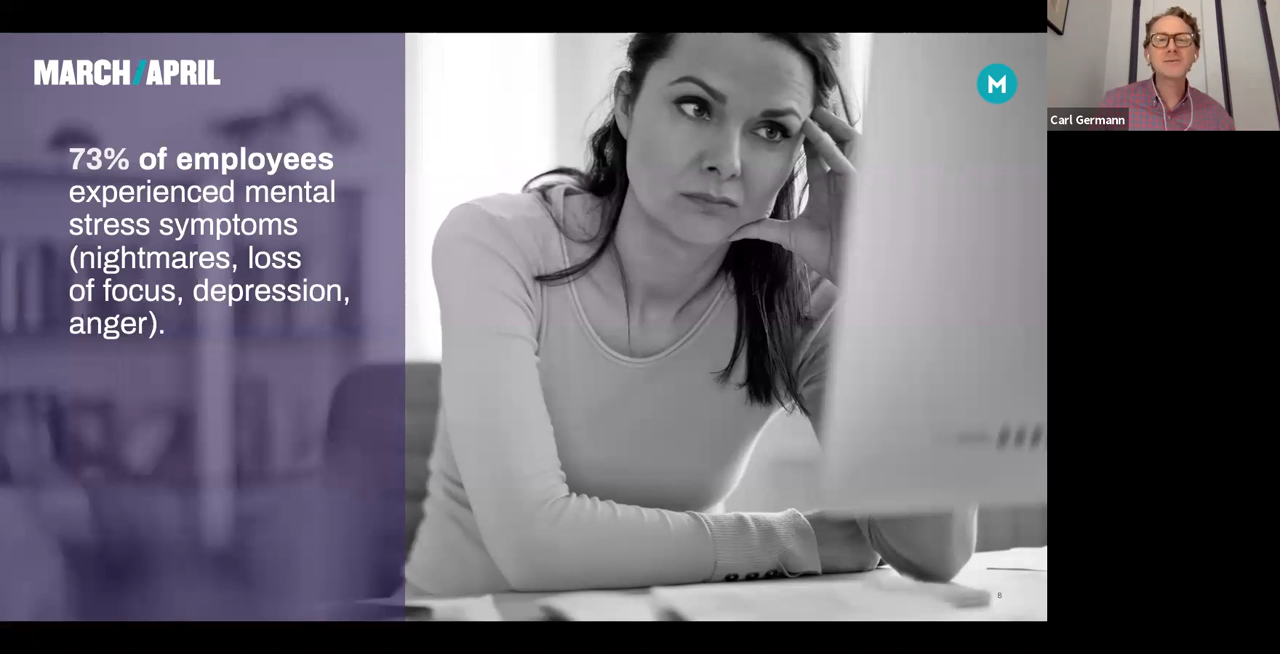 MARCH/APRIL
73% of employees
experienced mental
stress symptoms
(nightmares, loss
of focus, depression,
anger).
M
Carl Germann
8